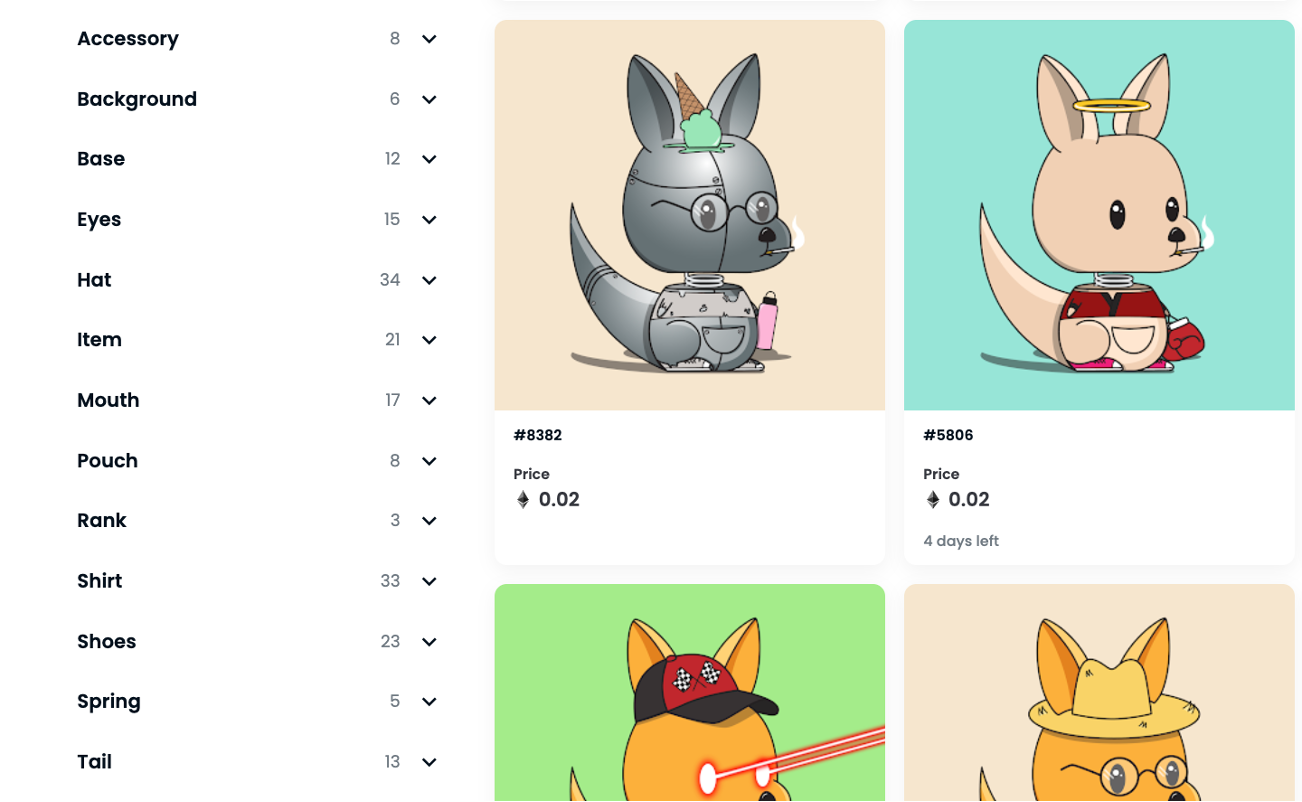 Accessory 8
Background 6
Base 12
Eyes 15
Hat 34
Item 21
Mouth 17
Pouch 8
Rank 3
Shirt 33
Shoes 23
Spring 5
Tail 13
#8382
Price
0.02
#5806
Price
0.02
4 days left